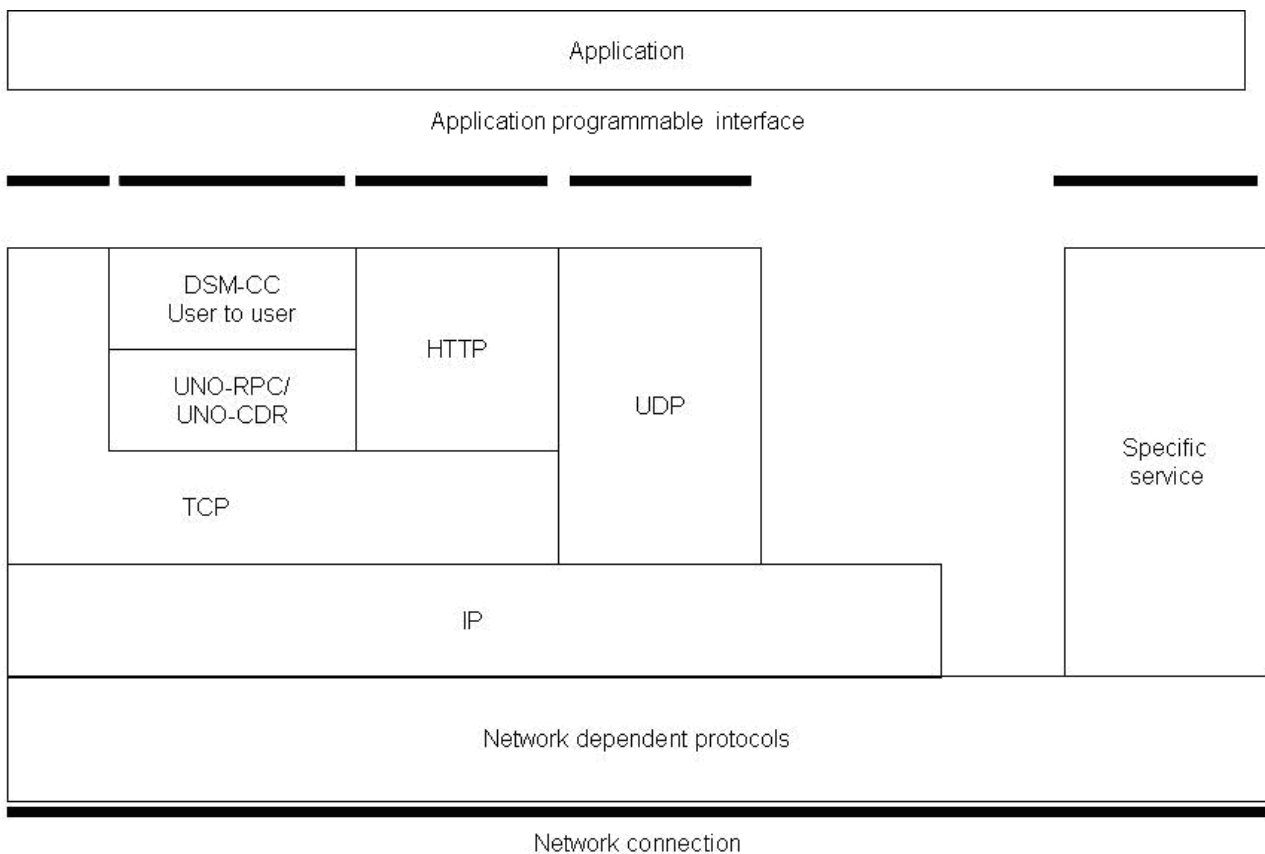 Application
Application programmable interface
DSM-CC
User to user
HTTP
UNO-RPC/
UNO-CDR
UDP
Specific
service
TCP
IP
Network dependent protocols
Network connection